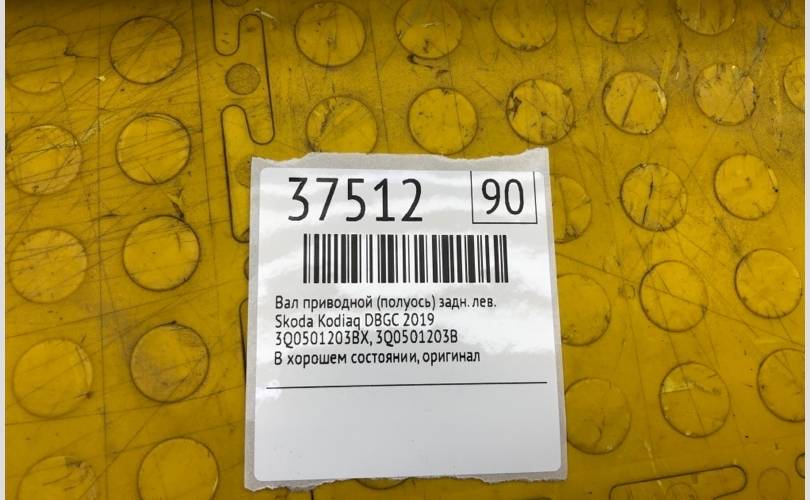 37512 90
Вал приводной (полуось) задн. лев.
Skoda Kodiaq DBGC 2019
3Q0501203BX, 3Q0501203B
В хорошем состоянии, оригинал